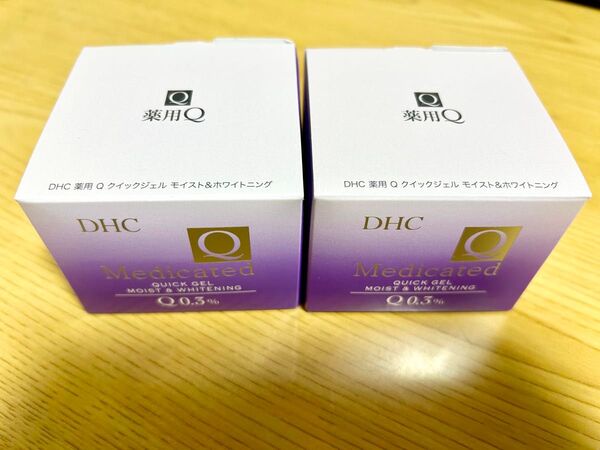 Q
薬用Q
DHC 薬用 Q クイックジェル モイスト&ホワイトニング
DHC
Q
Medicated
QUICK GEL
MOIST & WHITENING
Q 0.3%
Q
薬用Q
DHC 薬用 Q クイックジェル モイスト&ホワイトニング
DHC
Q
Medicated
QUICK GEL
MOIST & WHITENING
Q 0.3%